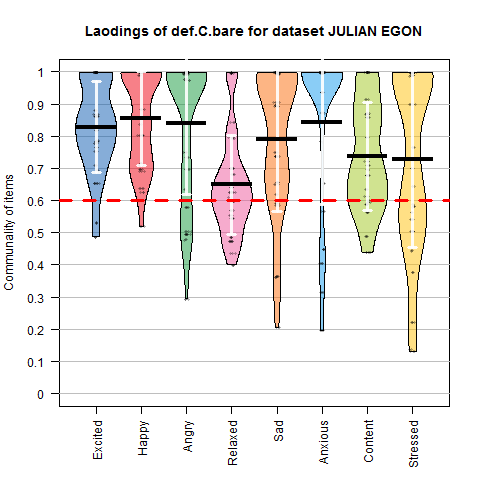 Laodings of def.C.bare for dataset JULIAN EGON
Communality of items
1
0.9
0.8
0.7
0.6
0.5
0.4
0.3
0.2
0.1
0
Excited
Happy
Angry
Relaxed
Sad
Anxious
Content
Stressed